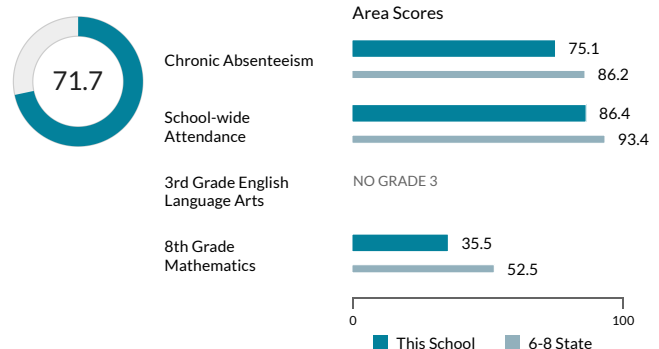 Area Scores
71.7
Chronic Absenteeism
75.1
86.2
School-wide
Attendance
86.4
93.4
3rd Grade English
Language Arts
NO GRADE 3
8th Grade
Mathematics
35.5
52.5
0
100
This School
6-8 State